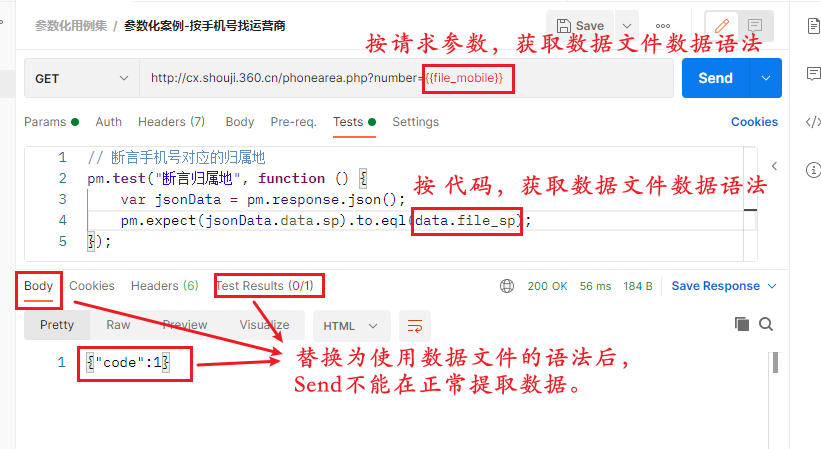 参数化用例集 / 参数化案例-按手机号找运营商
Save
按请求参数，获取数据文件数据语法
GET
http://cx.shouji.360.cn/phonearea.php?number={{file_mobile}}
Send
Params Auth Headers (7) Body Pre-req. Tests Settings Cookies
1 // 断言手机号对应的归属地
2 pm.test("断言归属地", function () {
3 var jsonData = pm.response.json();
按 代码，获取数据文件数据语法
4 pm.expect(jsonData.data.sp).to.eql(data.file_sp);
5 });
Body Cookies Headers (6) Test Results (0/1) 200 OK 56 ms 184 B Save Response
Pretty Raw Preview Visualize HTML
1 {"code":1}
替换为使用数据文件的语法后，
Send不能在正常提取数据。